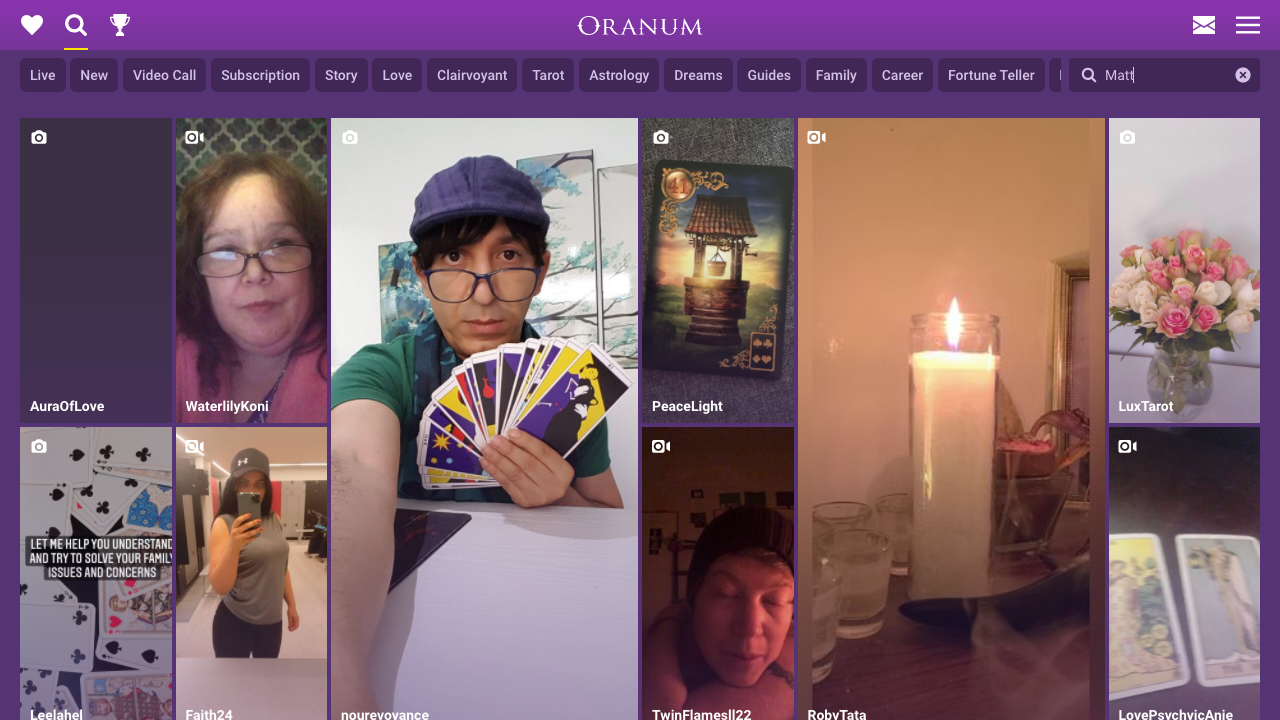 ORANUM
Live
New
Video Call
Subscription
Story
Love
Clairvoyant
Tarot
Astrology
Dreams
Guides
Family
Career
Fortune Teller
Matt
AuraOfLove
WaterlilyKoni
41
PeaceLight
LuxTarot
LET ME HELP YOU UNDERSTAND
AND TRY TO SOLVE YOUR FAMILY
ISSUES AND CONCERNS
Leelahel
Faith24
nourevoyance
TwinFlamesll22
RobyTata
LovePsychyicAnie